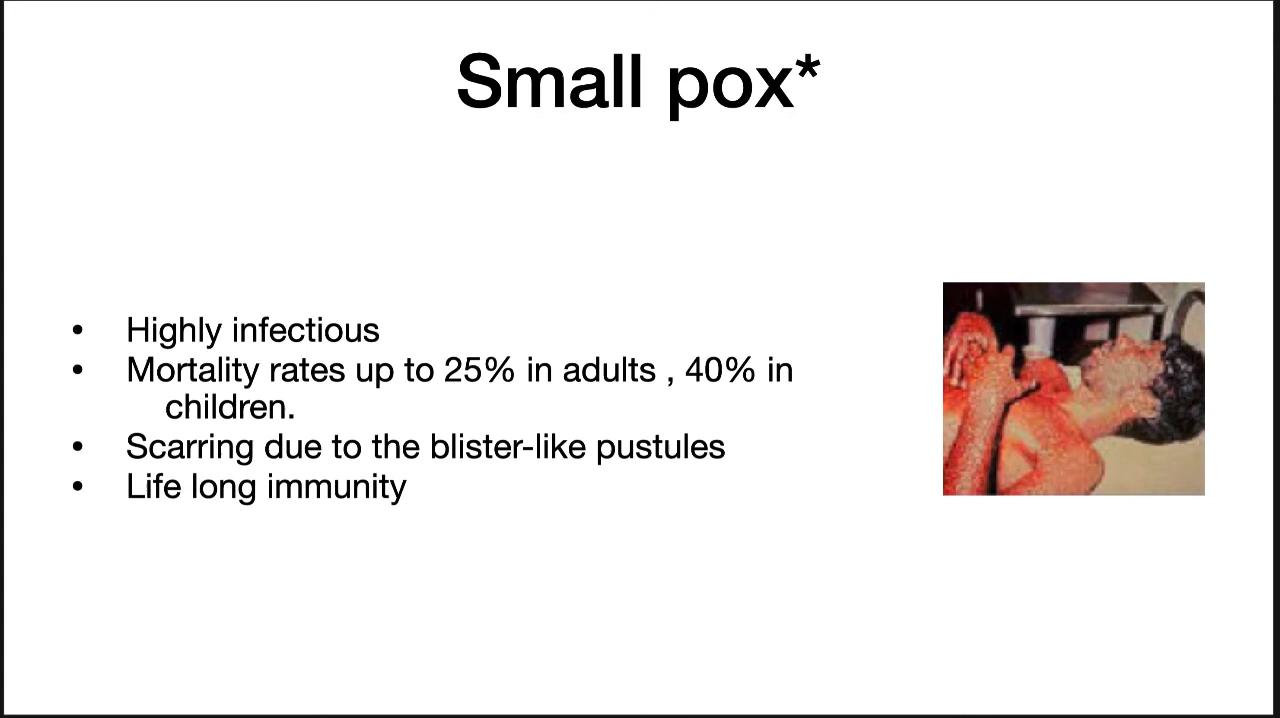 Small pox*
• Highly infectious
• Mortality rates up to 25% in adults , 40% in
children.
• Scarring due to the blister-like pustules
• Life long immunity